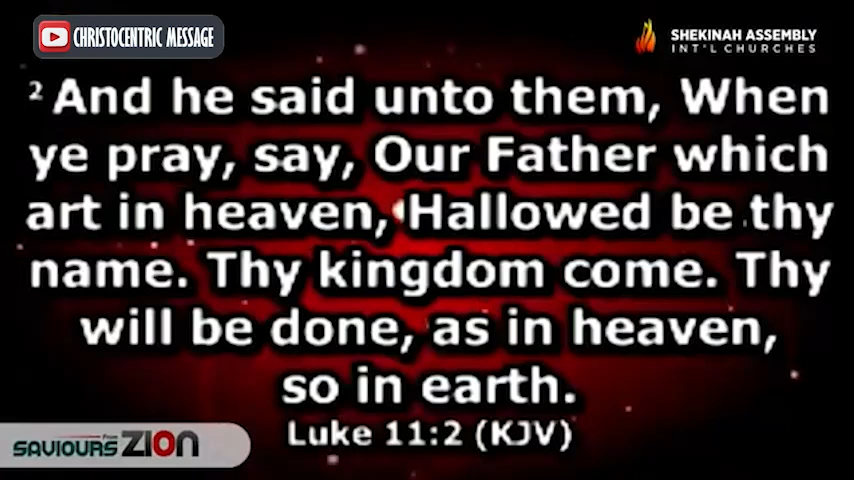 CHRISTOCENTRIC MESSAGE
SHEKINAH ASSEMBLY
INT'L CHURCHES
2 And he said unto them, When
ye pray, say, Our Father which
art in heaven, Hallowed be thy
name. Thy kingdom come. Thy
will be done, as in heaven,
so in earth.
Luke 11:2 (KJV)
SAVIOURS from ZION